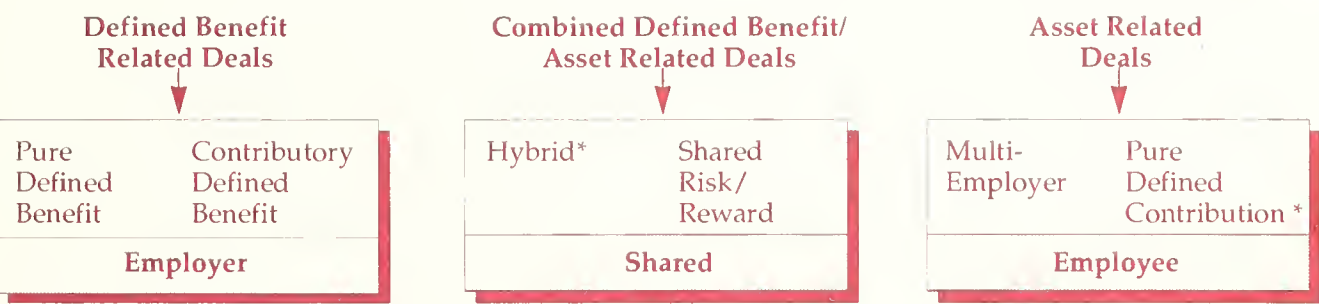 Defined Benefit
Related Deals
Pure Defined Benefit
Contributory Defined Benefit
Employer
Combined Defined Benefit/
Asset Related Deals
Hybrid*
Shared Risk/ Reward
Shared
Asset Related
Deals
Multi-Employer
Pure Defined Contribution *
Employee